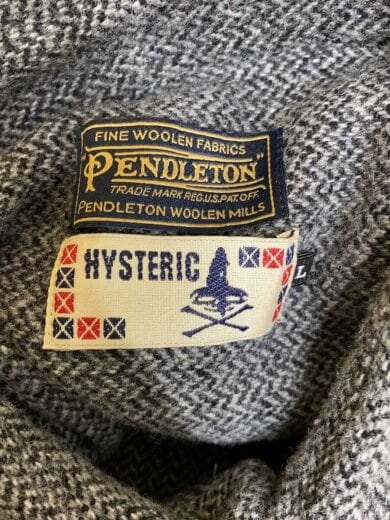 FINE WOOLEN FABRICS
"PENDLETON"
TRADE MARK REG.U.S.PAT.OFF.
PENDLETON WOOLEN MILLS
HYSTERIC
L